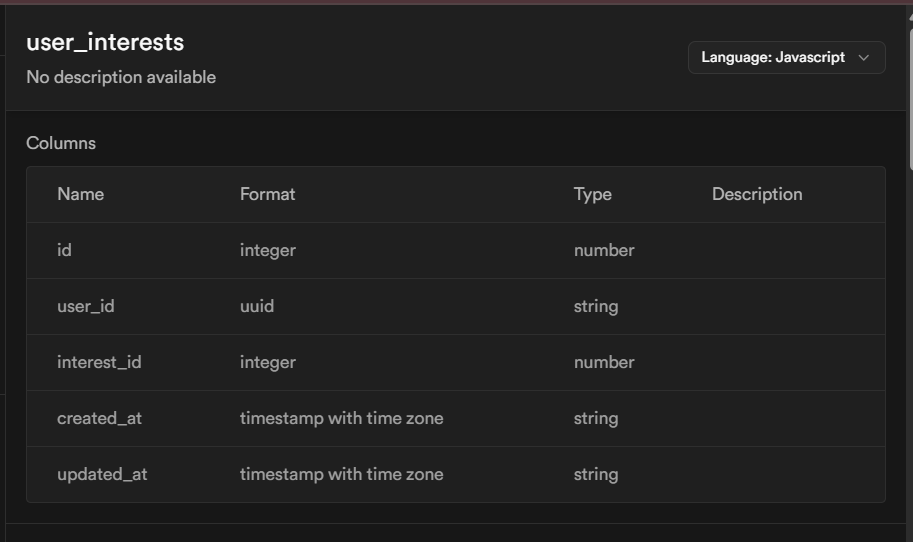 user_interests
No description available
Language: Javascript
Columns
Name Format Type Description
id integer number
user_id uuid string
interest_id integer number
created_at timestamp with time zone string
updated_at timestamp with time zone string